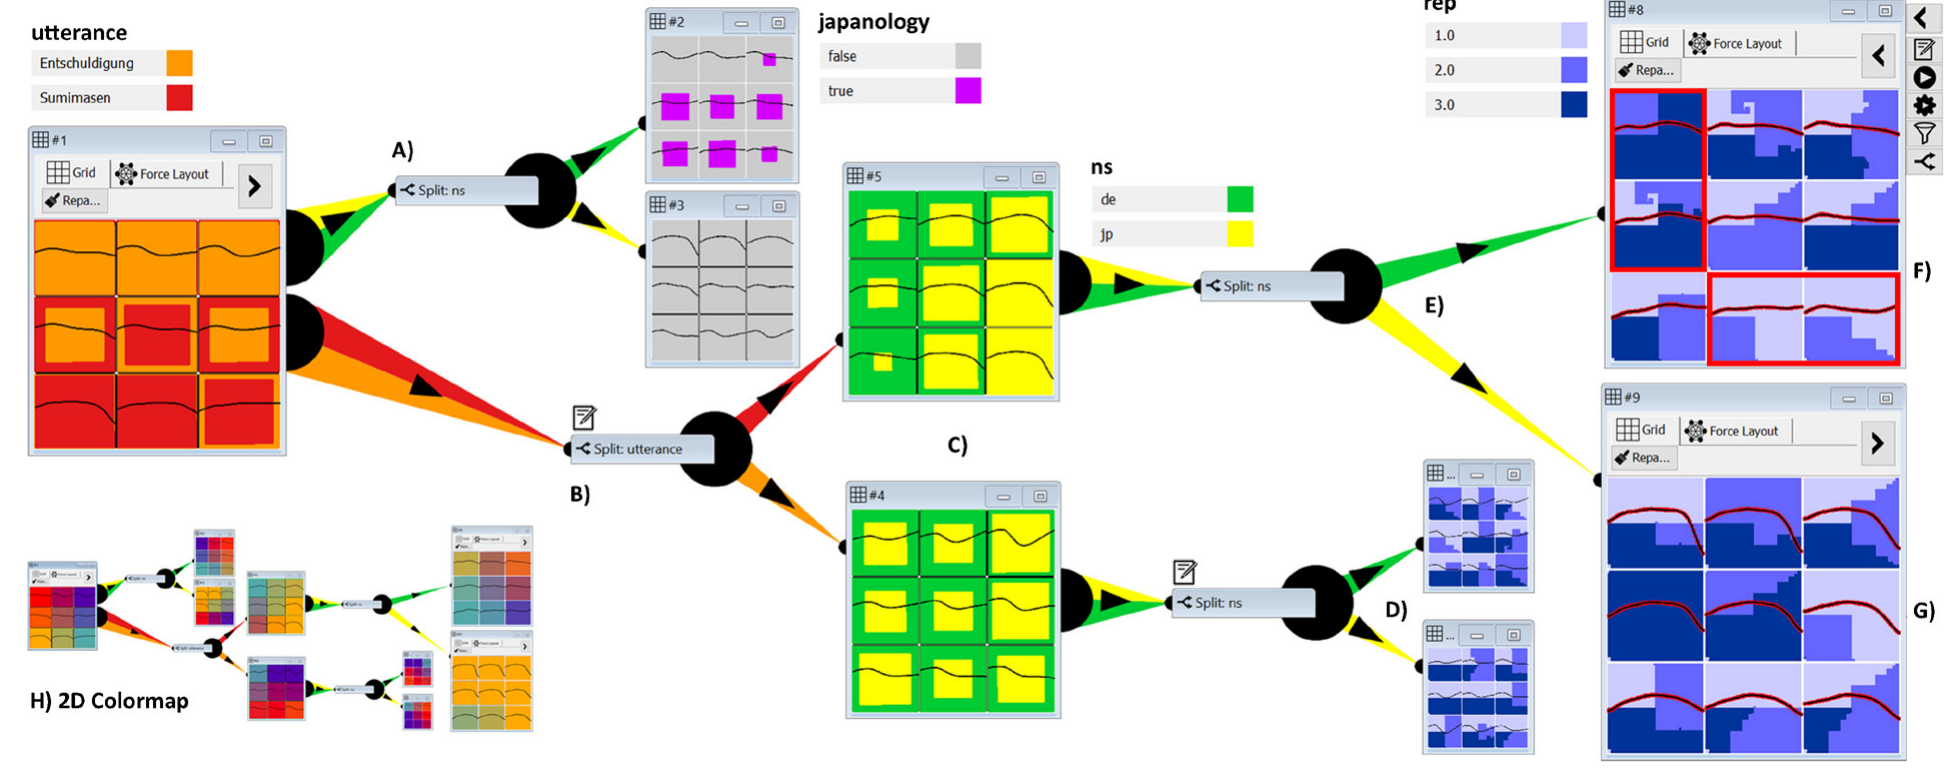 utterance
Entschuldigung
Sumimasen
#1
Grid
Force Layout
Repa...
A)
Split: ns
#2
#3
japanology
false
true
B)
Split: utterance
#5
C)
#4
ns
de
jp
Split: ns
E)
Split: ns
D)
...
...
rep
1.0
2.0
3.0
#8
Grid
Force Layout
Repa...
F)
#9
Grid
Force Layout
Repa...
G)
H) 2D Colormap